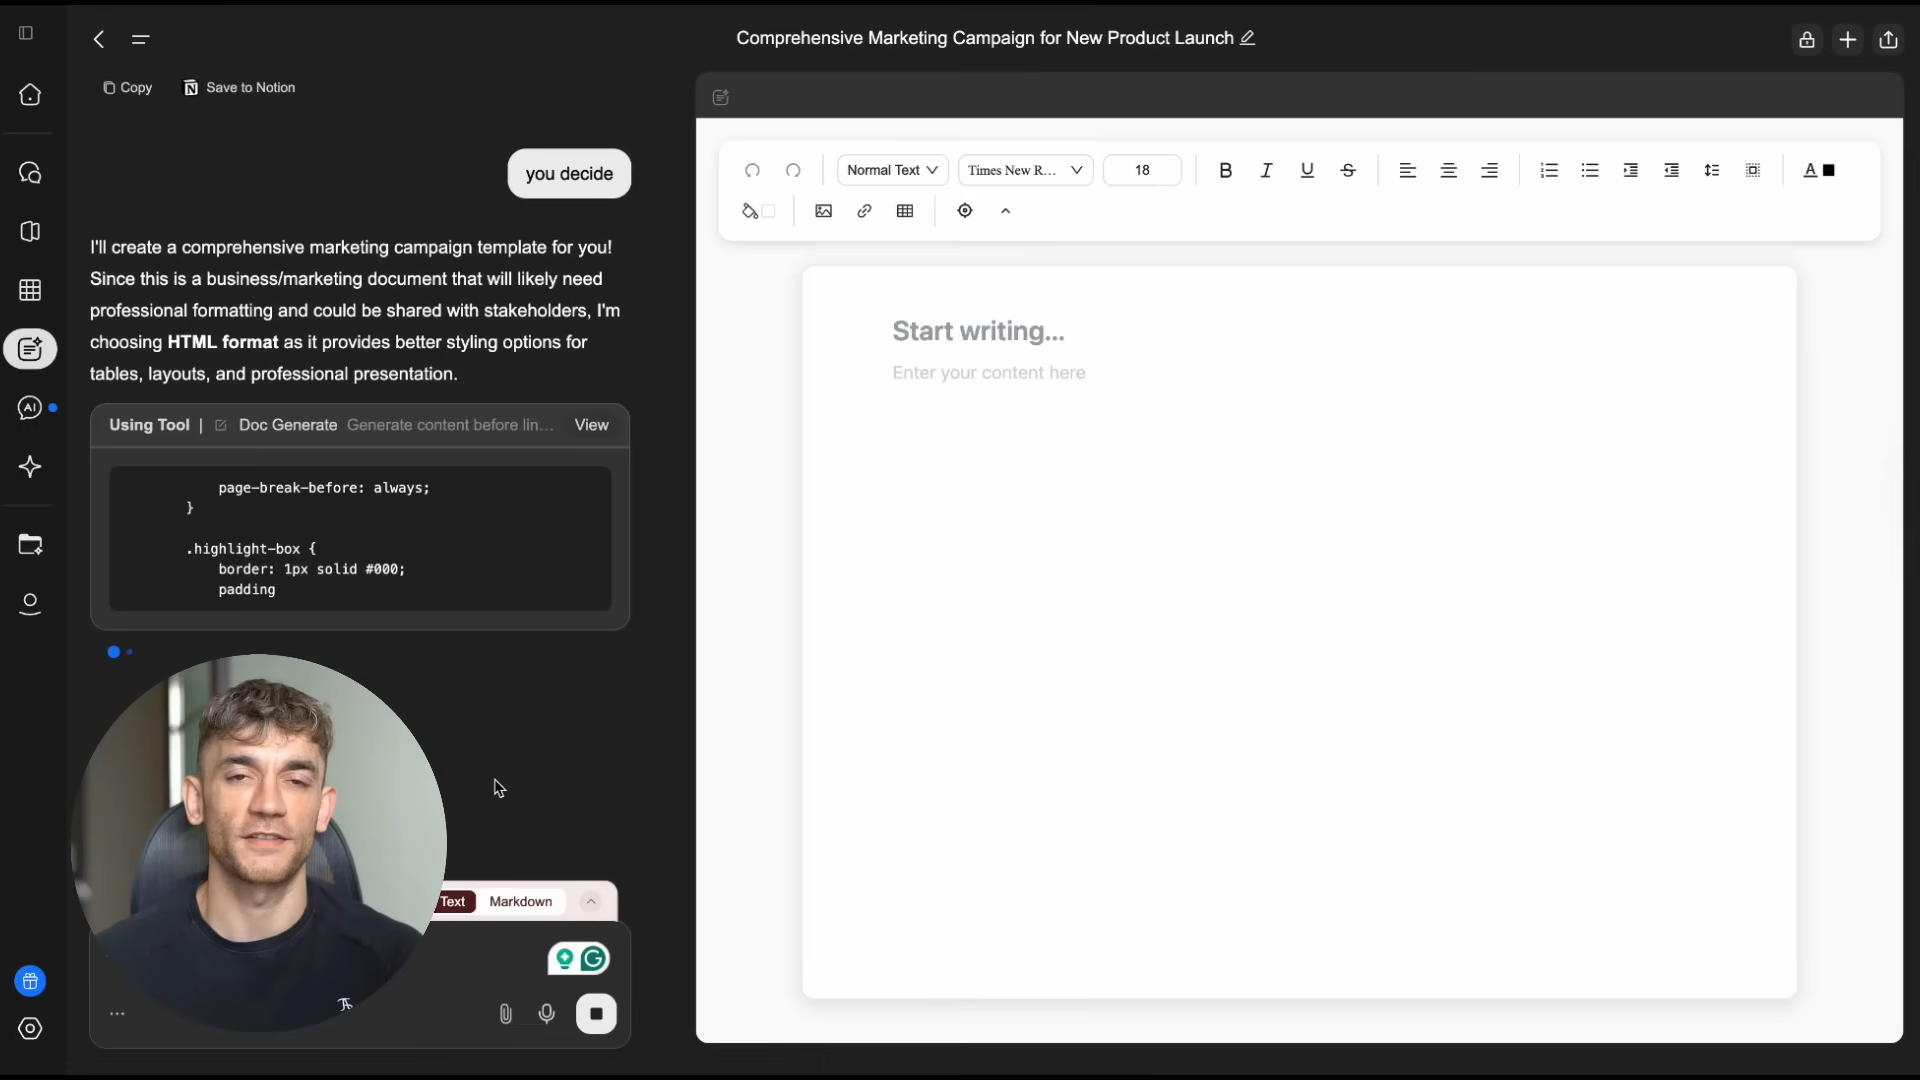 Comprehensive Marketing Campaign for New Product Launch
Copy
Save to Notion
you decide
I'll create a comprehensive marketing campaign template for you!
Since this is a business/marketing document that will likely need
professional formatting and could be shared with stakeholders, I'm
choosing HTML format as it provides better styling options for
tables, layouts, and professional presentation.
Using Tool | Doc Generate Generate content before lin... View
page-break-before: always;
}
.highlight-box {
border: 1px solid #000;
padding
Text Markdown
Normal Text
Times New R...
18
Start writing...
Enter your content here
AI